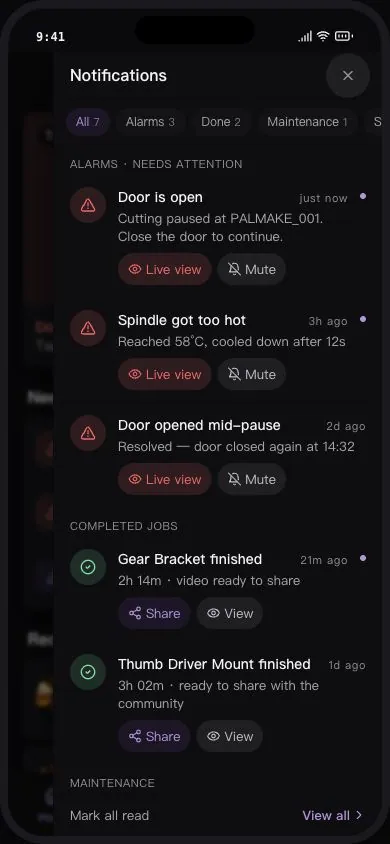 9:41
Notifications
All 7 Alarms 3 Done 2 Maintenance 1 S
ALARMS · NEEDS ATTENTION
Door is open just now
Cutting paused at PALMAKE_001.
Close the door to continue.
Live view Mute
Spindle got too hot 3h ago
Reached 58°C, cooled down after 12s
Live view Mute
Door opened mid-pause 2d ago
Resolved — door closed again at 14:32
Live view Mute
COMPLETED JOBS
Gear Bracket finished 21m ago
2h 14m · video ready to share
Share View
Thumb Driver Mount finished 1d ago
3h 02m · ready to share with the
community
Share View
MAINTENANCE
Mark all read View all